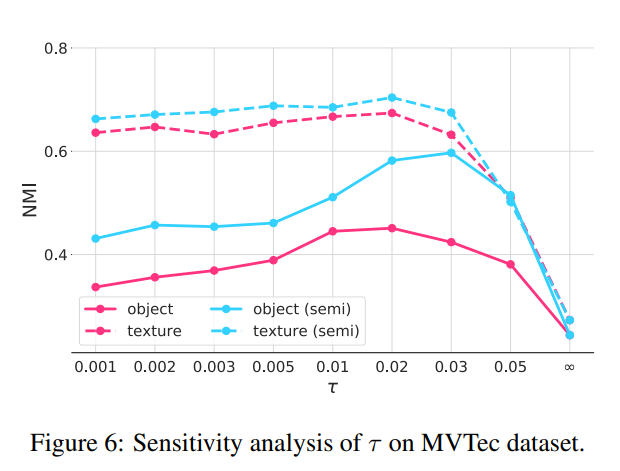 0.8
0.6
0.4
NMI
object
texture
object (semi)
texture (semi)
0.001 0.002 0.003 0.005 0.01 0.02 0.03 0.05 ∞
τ
Figure 6: Sensitivity analysis of τ on MVTec dataset.